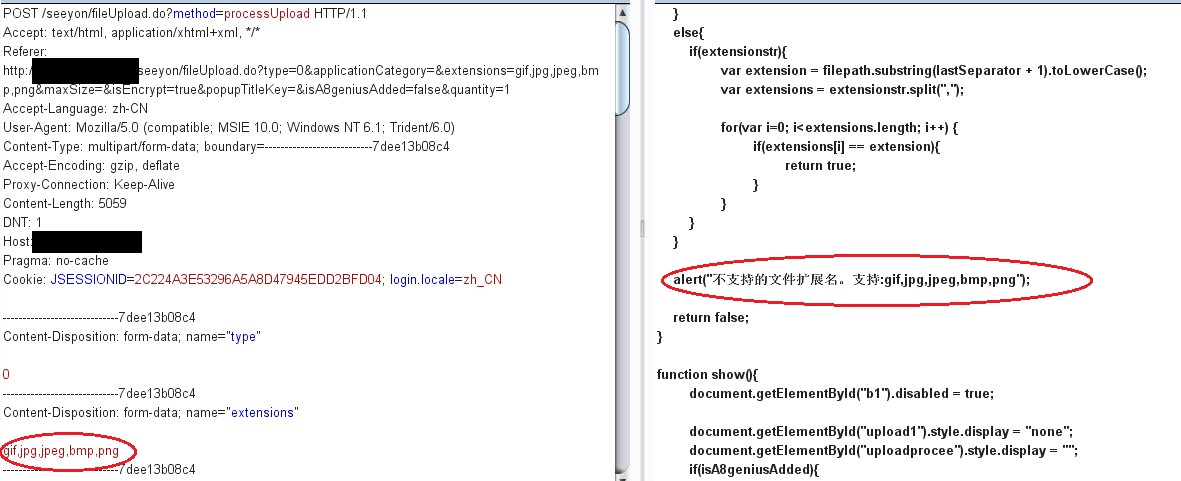 POST /seeyon/fileUpload.do?method=processUpload HTTP/1.1
Accept: text/html, application/xhtml+xml, */*
Referer:
http:/seeyon/fileUpload.do?type=0&applicationCategory=&extensions=gif,jpg,jpeg,bm
p,png&maxSize=&isEncrypt=true&popupTitleKey=&isA8geniusAdded=false&quantity=1
Accept-Language: zh-CN
User-Agent: Mozilla/5.0 (compatible; MSIE 10.0; Windows NT 6.1; Trident/6.0)
Content-Type: multipart/form-data; boundary=---------------------------7dee13b08c4
Accept-Encoding: gzip, deflate
Proxy-Connection: Keep-Alive
Content-Length: 5059
DNT: 1
Host:
Pragma: no-cache
Cookie: JSESSIONID=2C224A3E53296A5A8D47945EDD2BFD04; login.locale=zh_CN
-----------------------------7dee13b08c4
Content-Disposition: form-data; name="type"
0
-----------------------------7dee13b08c4
Content-Disposition: form-data; name="extensions"
gif,jpg,jpeg,bmp,png
-----------------------------7dee13b08c4
}
else{
if(extensionstr){
var extension = filepath.substring(lastSeparator + 1).toLowerCase();
var extensions = extensionstr.split(",");
for(var i=0; i<extensions.length; i++) {
if(extensions[i] == extension){
return true;
}
}
}
}
alert("不支持的文件扩展名。支持:gif,jpg,jpeg,bmp,png");
return false;
}
function show(){
document.getElementById("b1").disabled = true;
document.getElementById("upload1").style.display = "none";
document.getElementById("uploadprocee").style.display = "";
if(isA8geniusAdded){